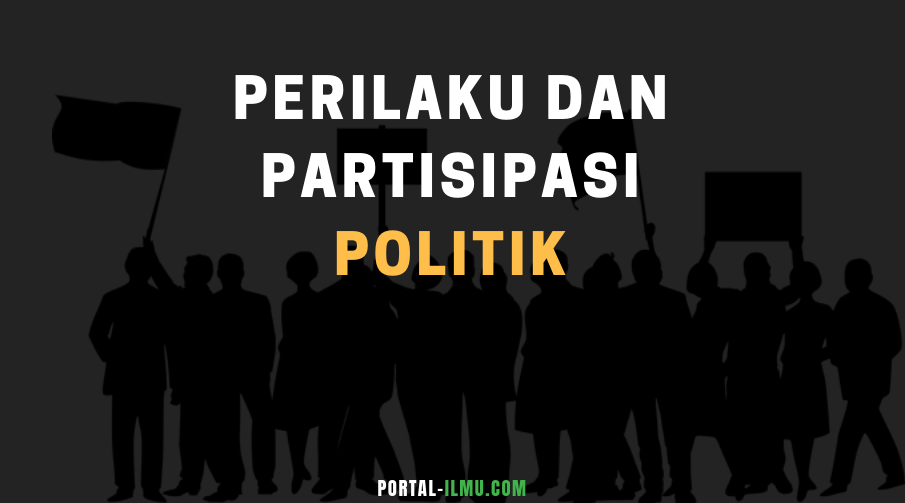 PERILAKU DAN
PARTISIPASI
POLITIK
PORTAL-ILMU.COM